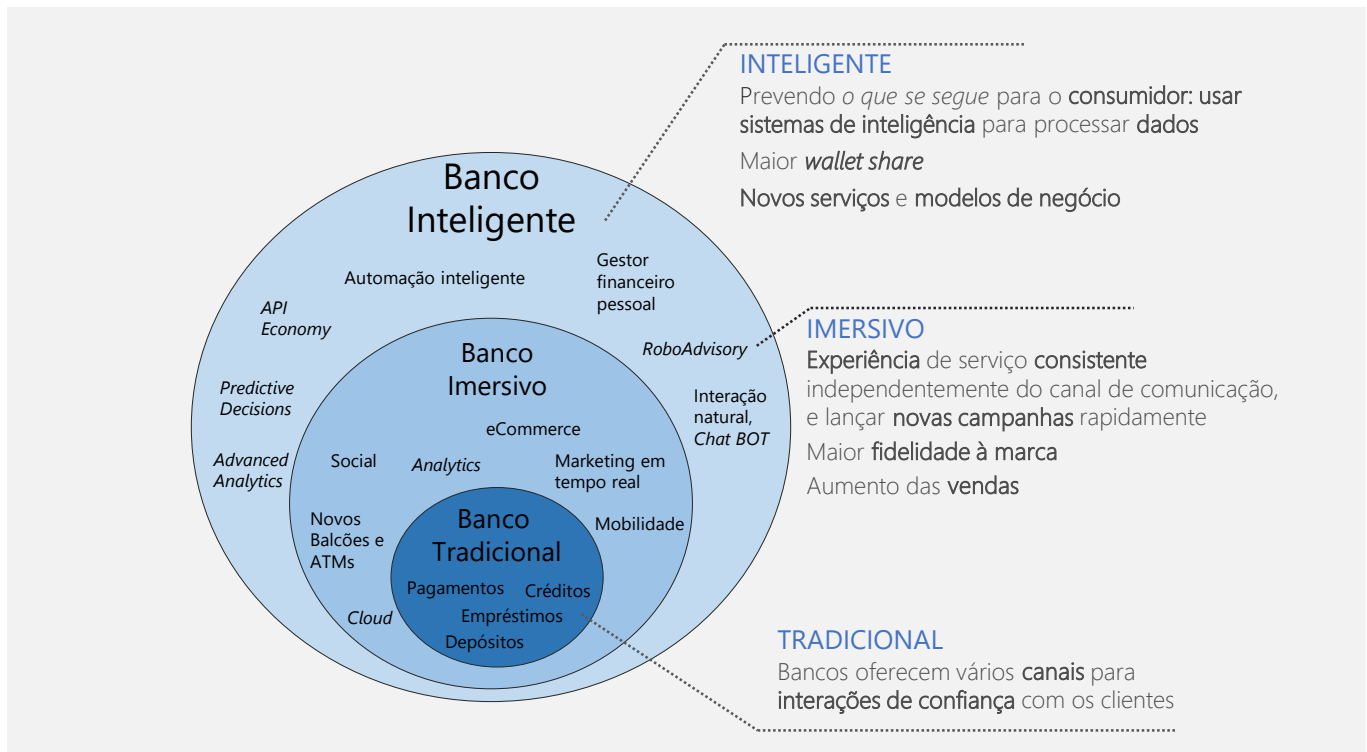 INTELIGENTE
Prevendo o que se segue para o consumidor: usar
sistemas de inteligência para processar dados
Maior wallet share
Novos serviços e modelos de negócio
Banco
Inteligente
Automação inteligente
Gestor
financeiro
pessoal
API
Economy
RoboAdvisory
Predictive
Decisions
Interação
natural,
Chat BOT
Advanced
Analytics
IMERSIVO
Experiência de serviço consistente
independentemente do canal de comunicação,
e lançar novas campanhas rapidamente
Maior fidelidade à marca
Aumento das vendas
Banco
Imersivo
eCommerce
Social
Analytics
Marketing em
tempo real
Novos
Balcões e
ATMs
Mobilidade
Cloud
Banco
Tradicional
Pagamentos
Créditos
Empréstimos
Depósitos
TRADICIONAL
Bancos oferecem vários canais para
interações de confiança com os clientes